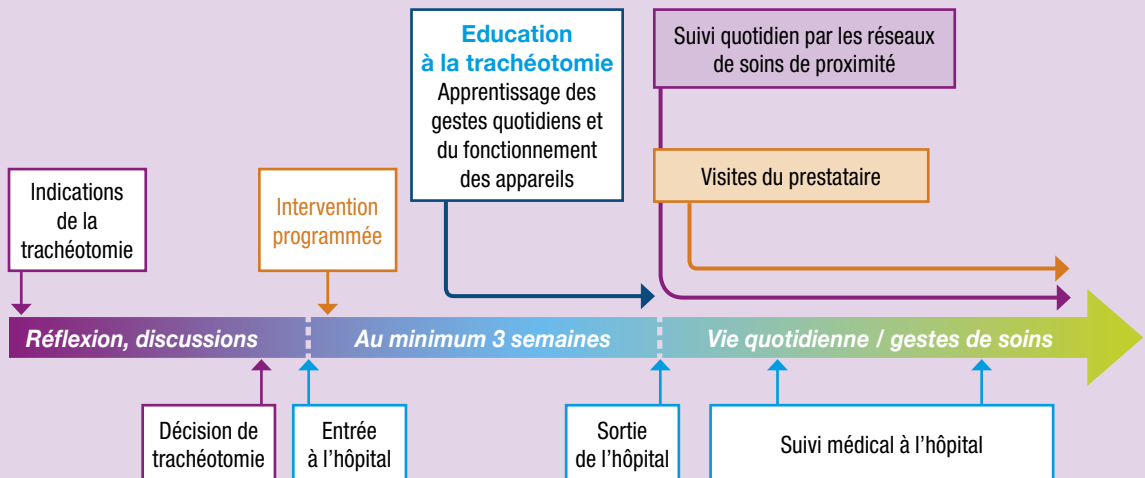 Education
à la trachéotomie
Apprentissage des
gestes quotidiens et
du fonctionnement
des appareils
Suivi quotidien par les réseaux
de soins de proximité
Visites du prestataire
Indications
de la
trachéotomie
Intervention
programmée
Réflexion, discussions
Au minimum 3 semaines
Vie quotidienne / gestes de soins
Décision de
trachéotomie
Entrée
à l'hôpital
Sortie
de l'hôpital
Suivi médical à l'hôpital